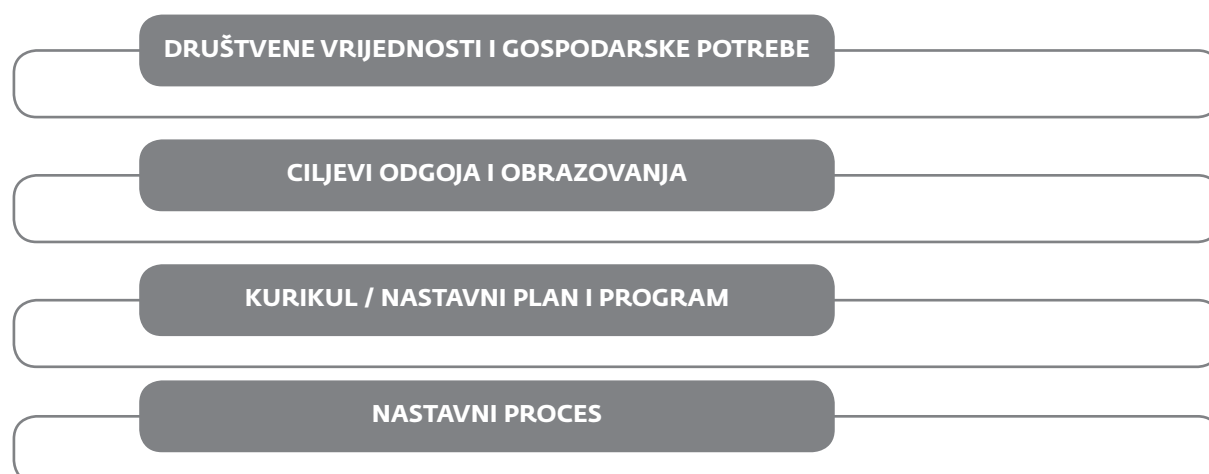 DRUŠTVENE VRIJEDNOSTI I GOSPODARSKE POTREBE
CILJEVI ODGOJA I OBRAZOVANJA
KURIKUL / NASTAVNI PLAN I PROGRAM
NASTAVNI PROCES